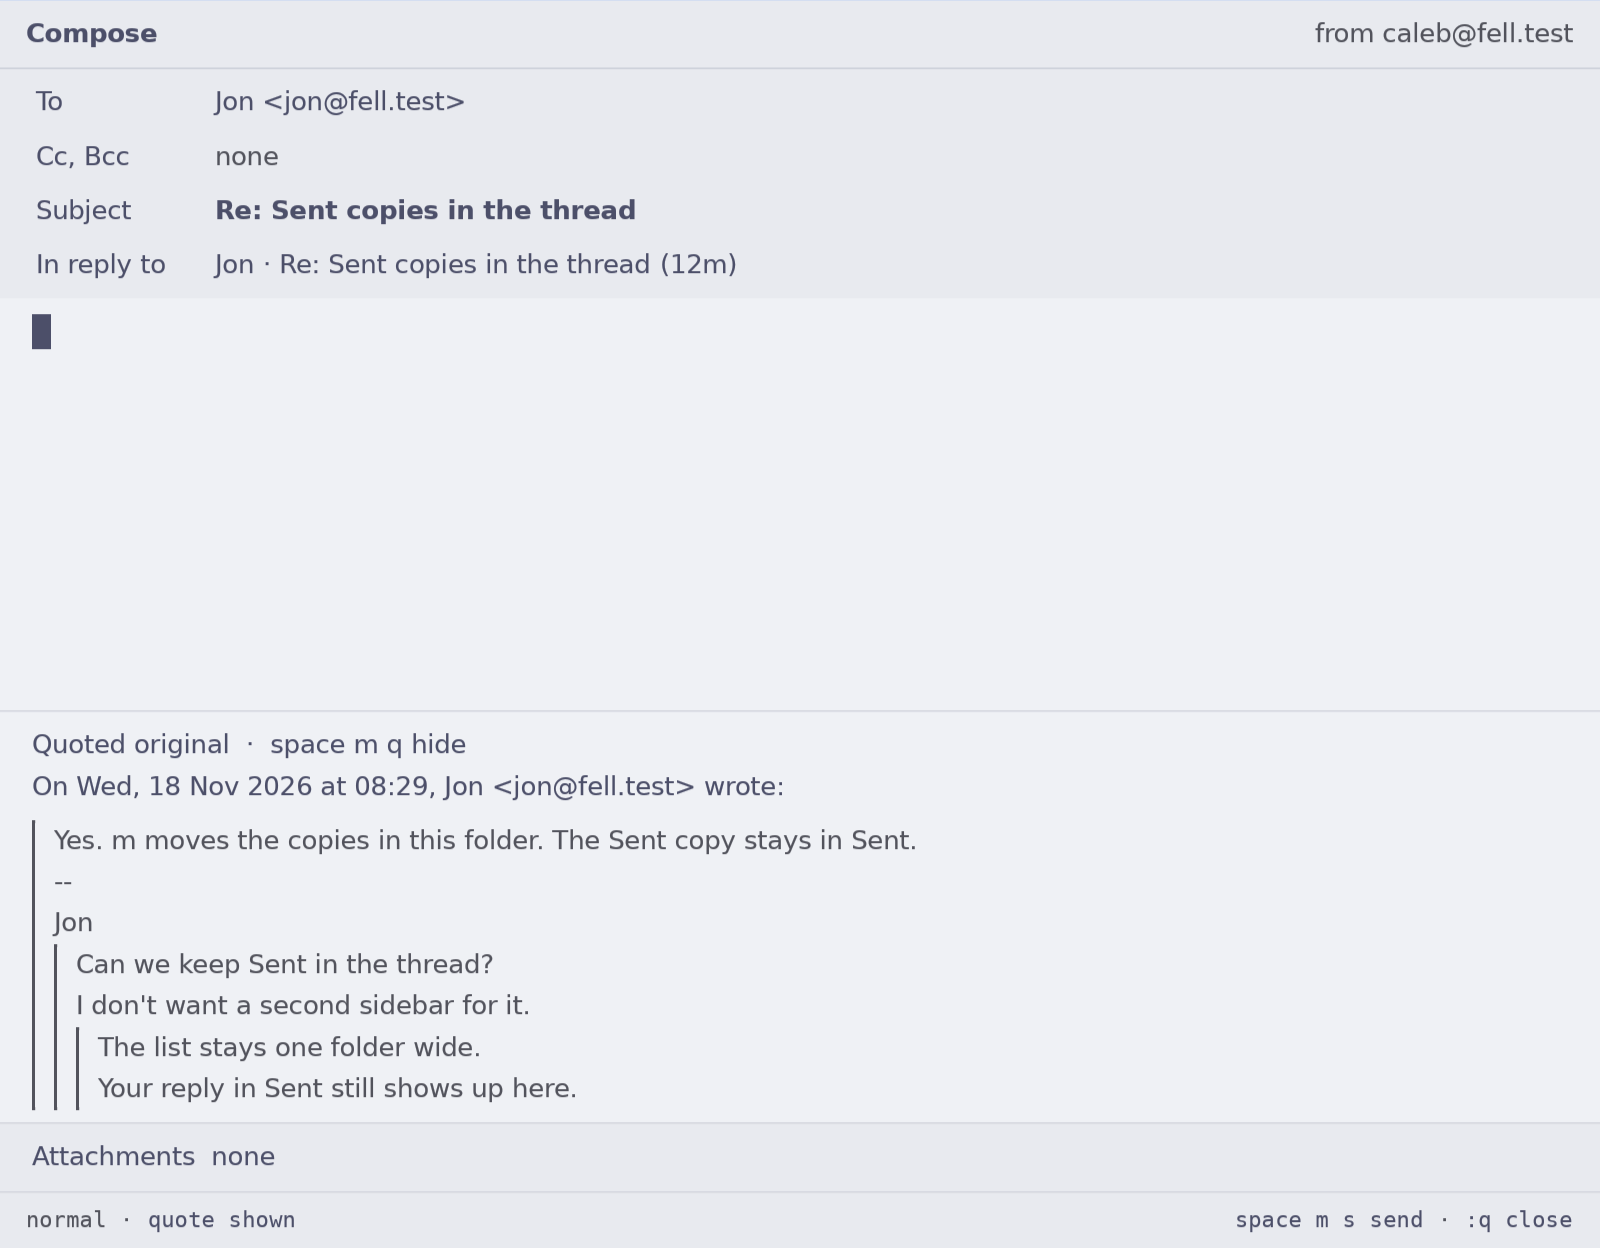 Compose from caleb@fell.test
To Jon <jon@fell.test>
Cc, Bcc none
Subject Re: Sent copies in the thread
In reply to Jon · Re: Sent copies in the thread (12m)
Quoted original · space m q hide
On Wed, 18 Nov 2026 at 08:29, Jon <jon@fell.test> wrote:
Yes. m moves the copies in this folder. The Sent copy stays in Sent.
--
Jon
Can we keep Sent in the thread?
I don't want a second sidebar for it.
The list stays one folder wide.
Your reply in Sent still shows up here.
Attachments none
normal · quote shown space m s send · :q close